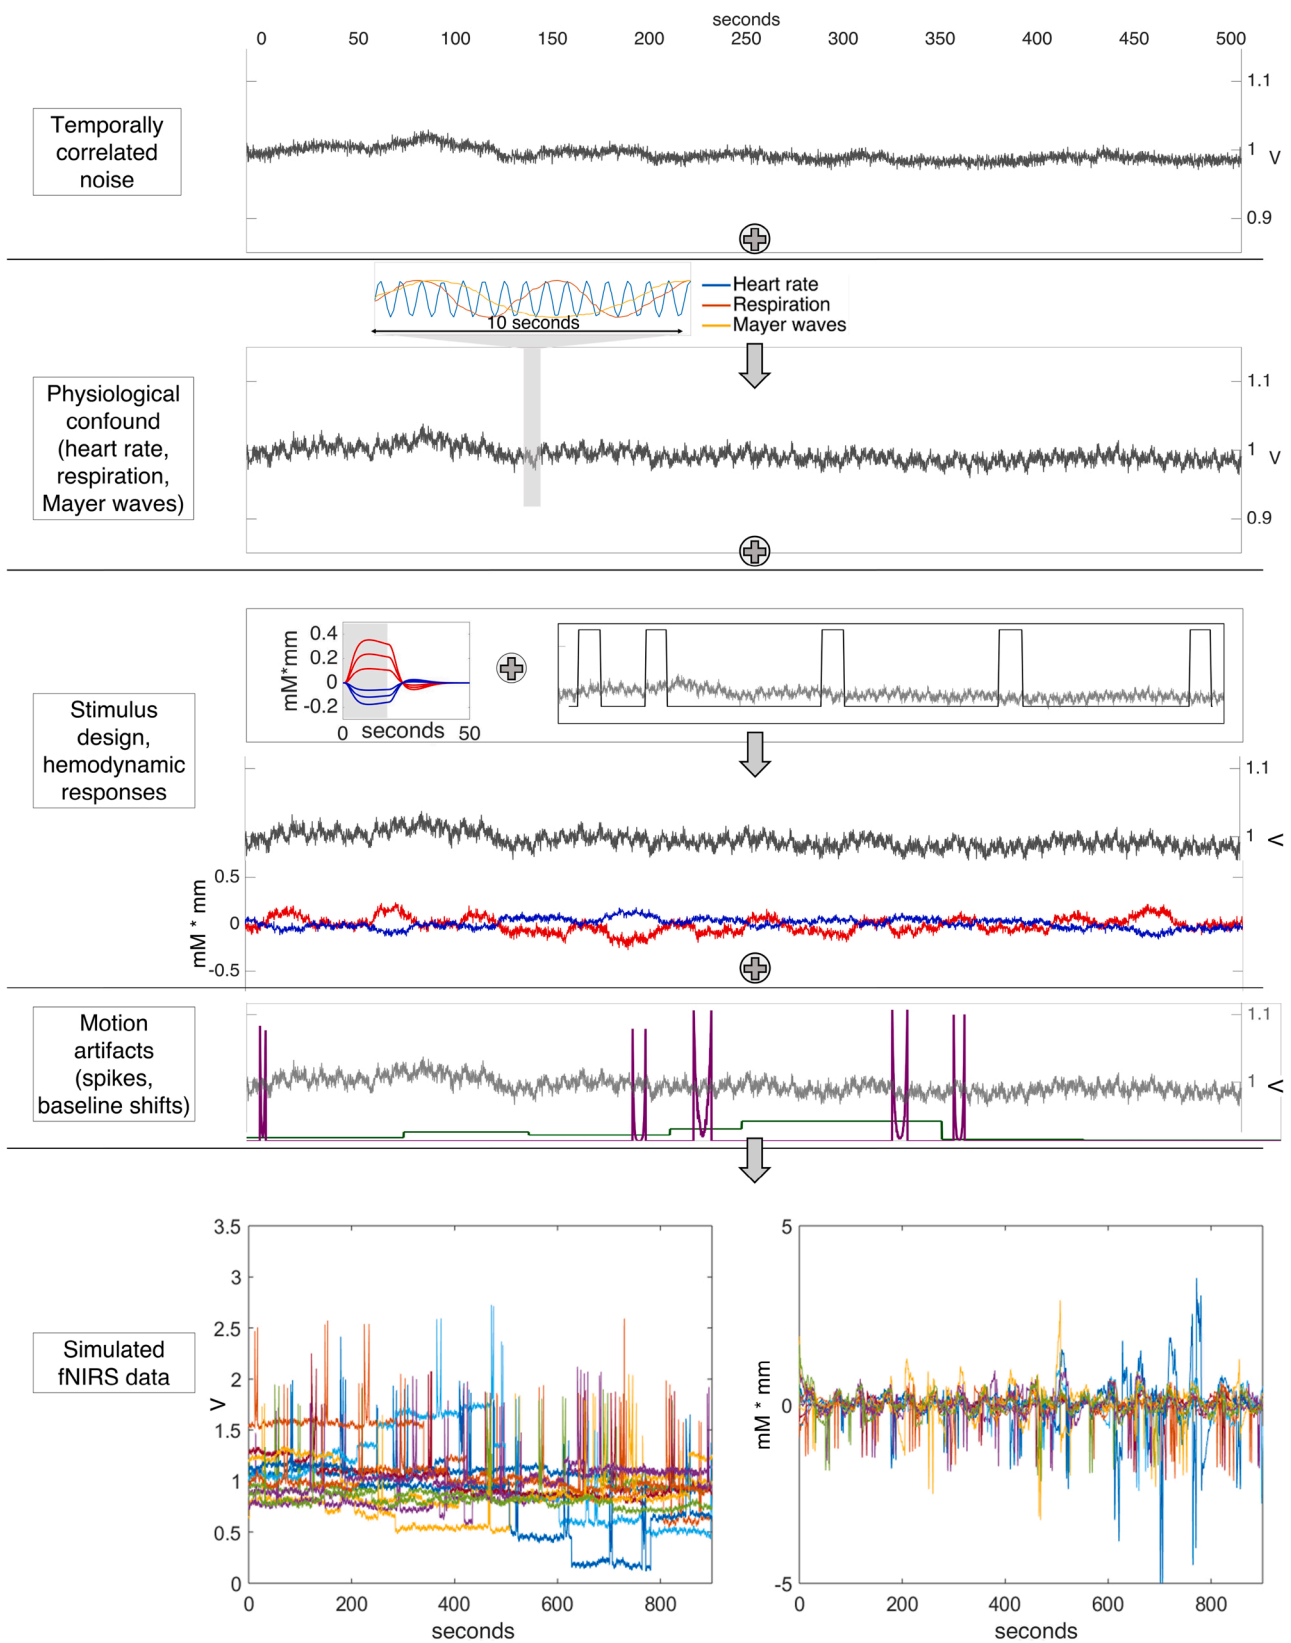 seconds
0 50 100 150 200 250 300 350 400 450 500
1.1
Temporally
correlated
noise
1
V
0.9
Heart rate
Respiration
Mayer waves
10 seconds
1.1
Physiological
confound
(heart rate,
respiration,
Mayer waves)
1
V
0.9
mM*mm
0.4
0.2
0
-0.2
0 seconds 50
Stimulus
design,
hemodynamic
responses
1.1
1
V
mM * mm
0.5
0
-0.5
Motion
artifacts
(spikes,
baseline shifts)
1.1
1
V
Simulated
fNIRS data
V
3.5
3
2.5
2
1.5
1
0.5
0
0 200 400 600 800
seconds
mM * mm
5
0
-5
0 200 400 600 800
seconds